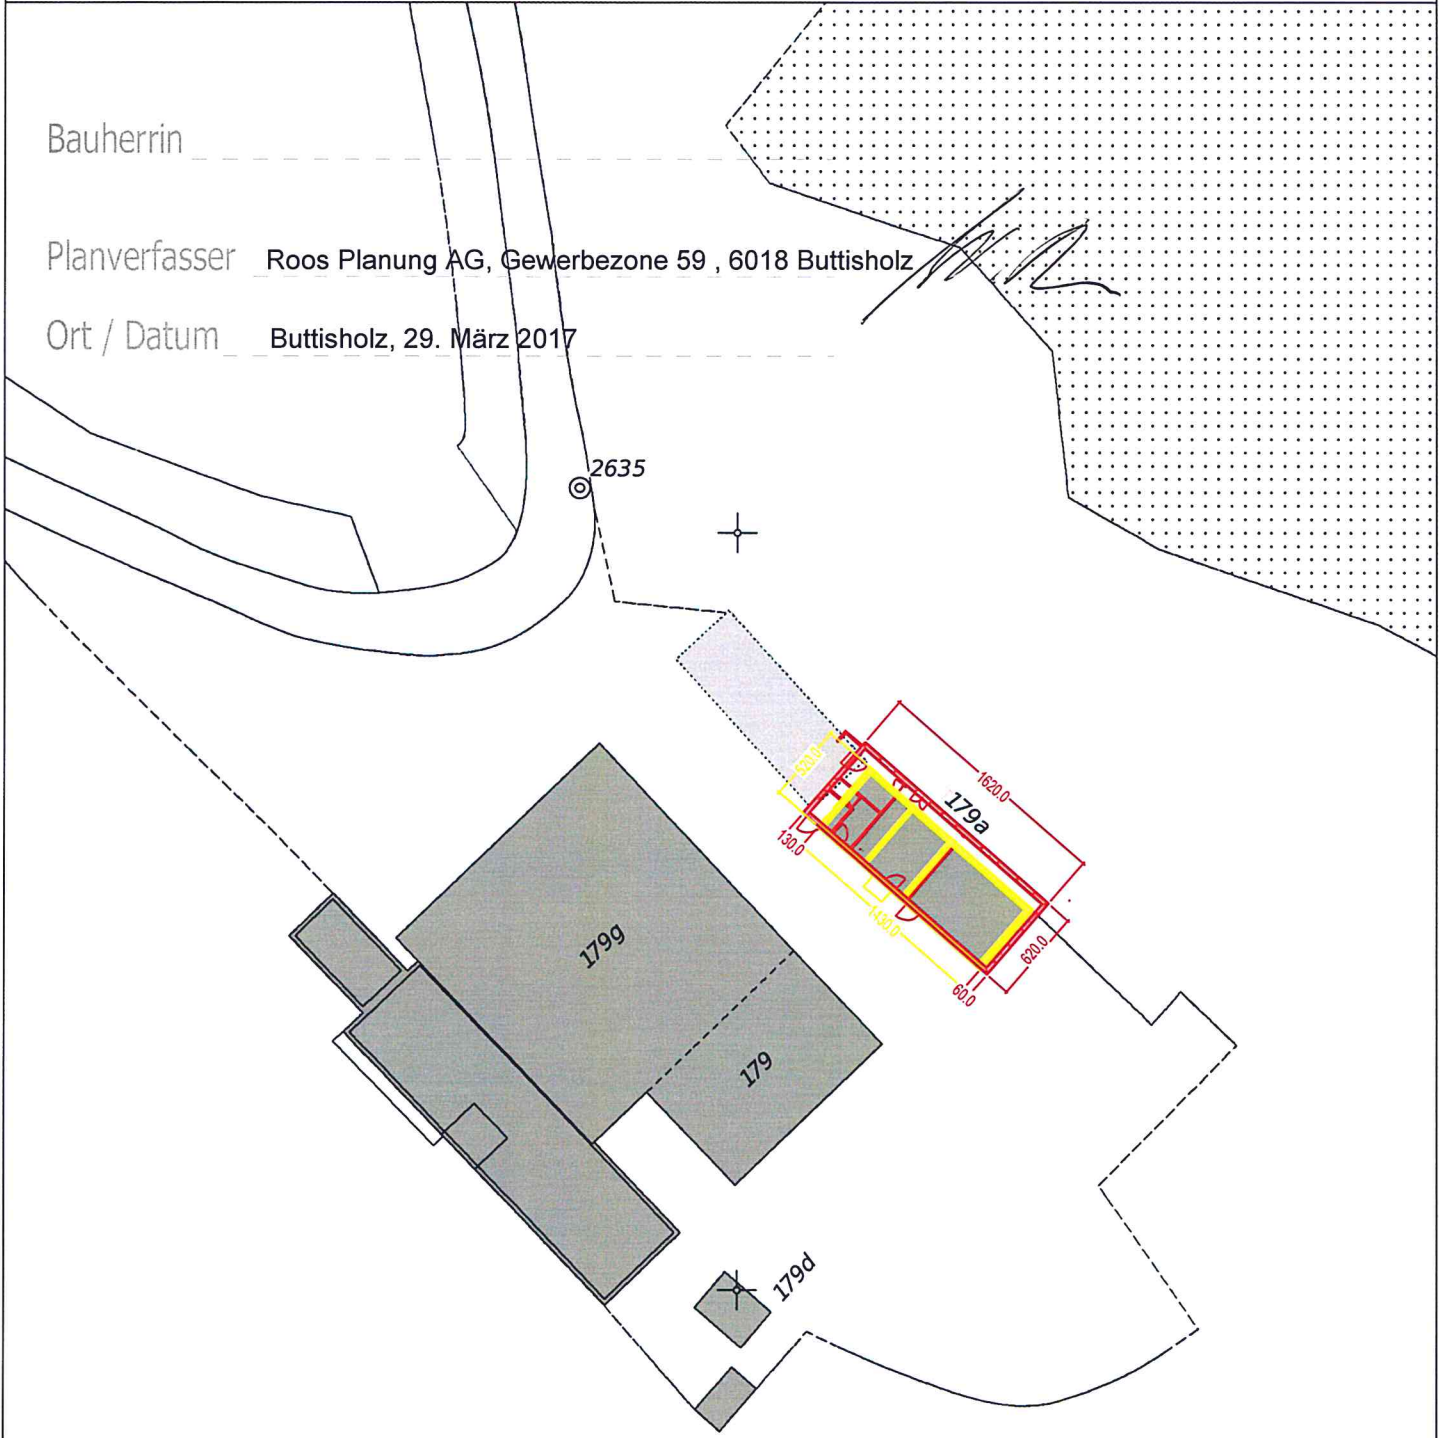 Bauherrin
Planverfasser Roos Planung AG, Gewerbezone 59 , 6018 Buttisholz
Ort / Datum Buttisholz, 29. März 2017
2635
520.0
1620.0
179a
130.0
1430.0
620.0
60.0
179g
179
179d